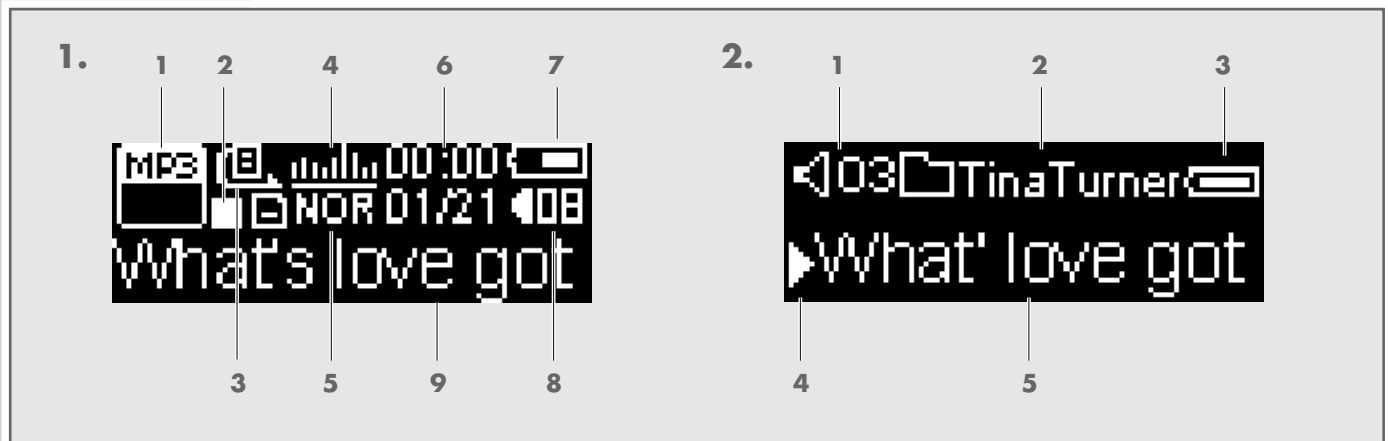 1. 2.
1 2 4 6 7
1 2 3
MP3 00:00
NOR 01/21 08
What's love got
03 TinaTurner
What' love got
3 5 9 8
4 5